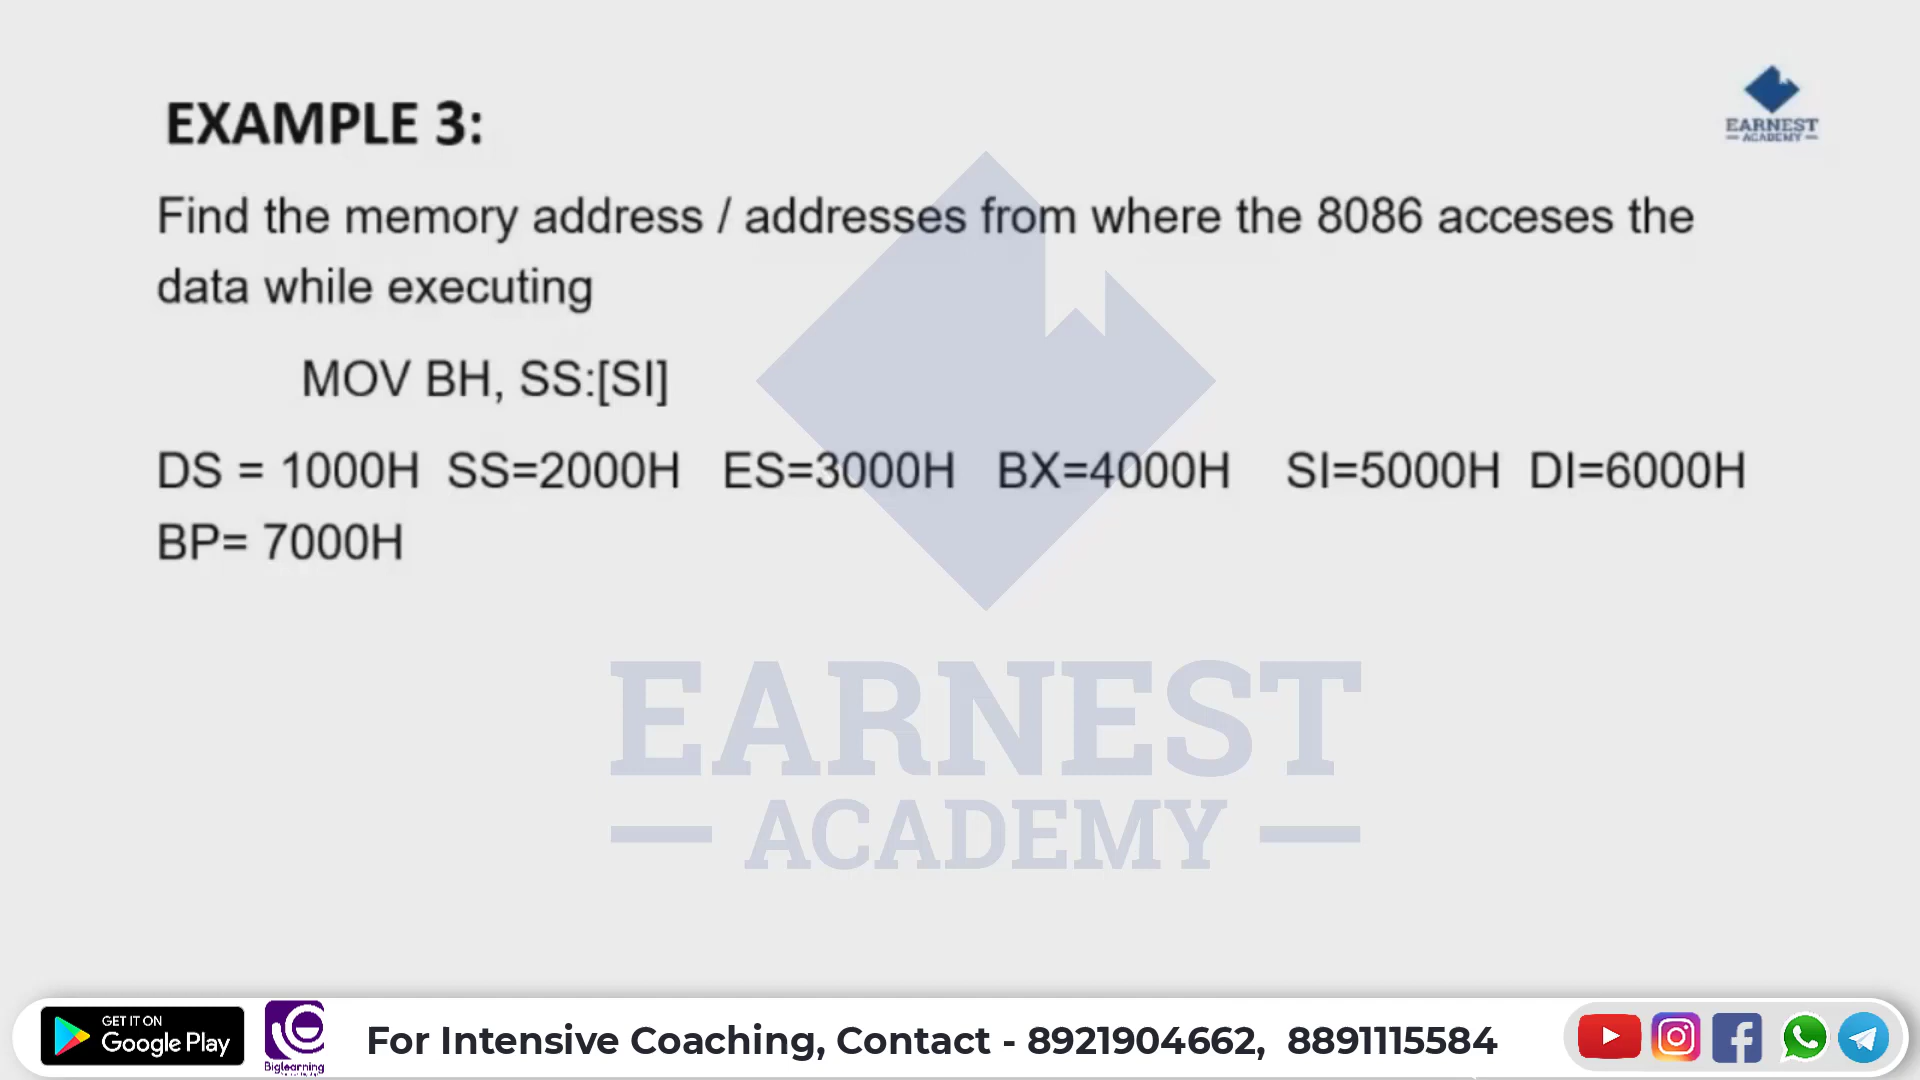 EXAMPLE 3:
EARNEST
ACADEMY
Find the memory address / addresses from where the 8086 acceses the
data while executing
MOV BH, SS:[SI]
DS = 1000H SS=2000H ES=3000H BX=4000H SI=5000H DI=6000H
BP= 7000H
EARNEST
ACADEMY
GET IT ON
Google Play
Biglearning
For Intensive Coaching, Contact - 8921904662, 8891115584